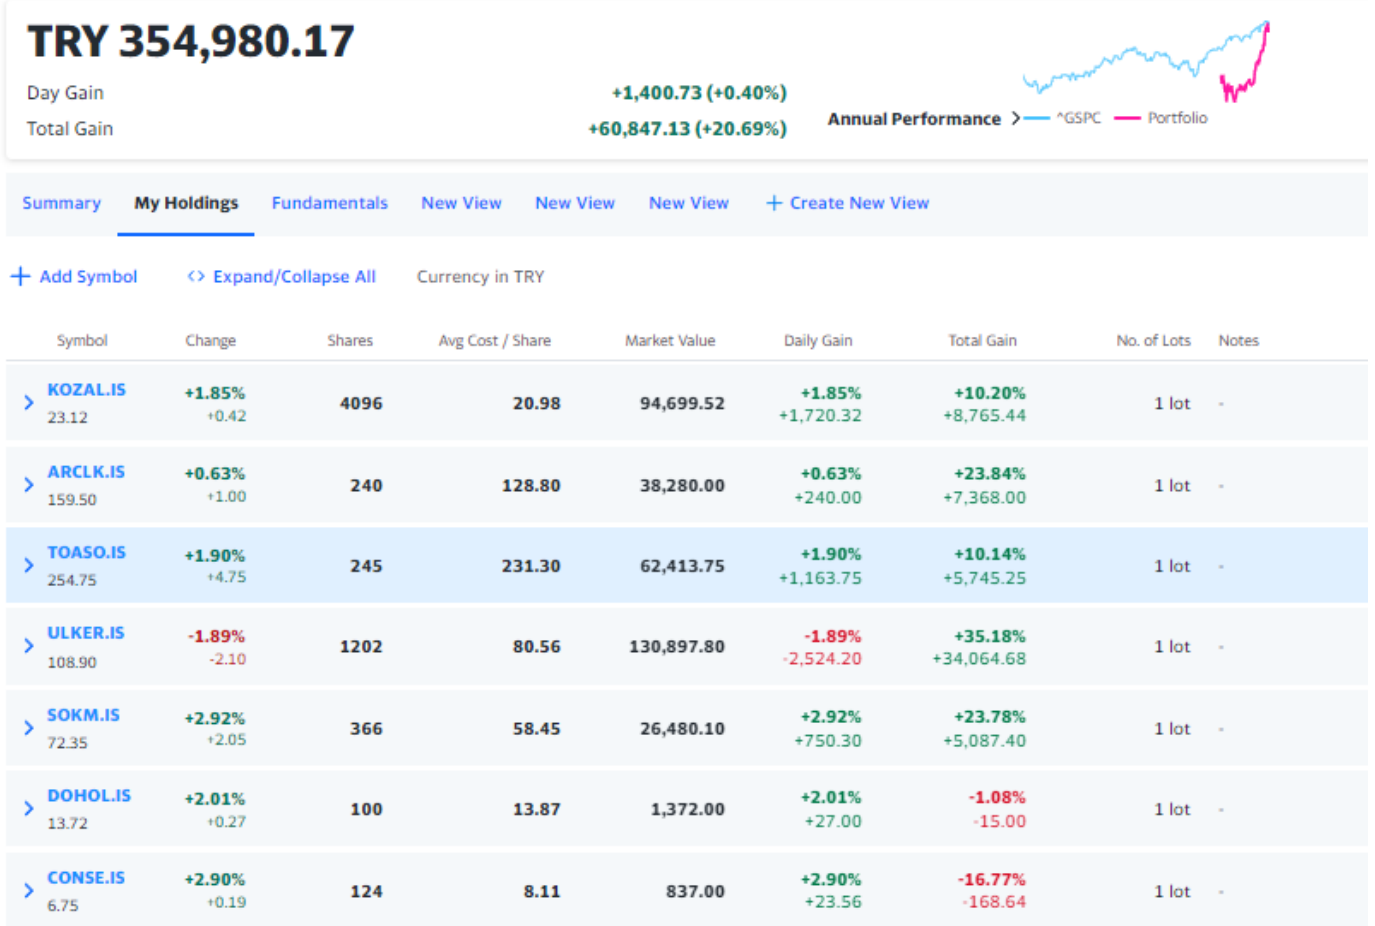 TRY 354,980.17
Day Gain +1,400.73 (+0.40%)
Total Gain +60,847.13 (+20.69%)
Annual Performance > ^GSPC Portfolio
Summary My Holdings Fundamentals New View New View New View + Create New View
+ Add Symbol <> Expand/Collapse All Currency in TRY
Symbol Change Shares Avg Cost / Share Market Value Daily Gain Total Gain No. of Lots Notes
KOZAL.IS +1.85% +1.85% +10.20%
4096 20.98 94,699.52 1 lot -
23.12 +0.42 +1,720.32 +8,765.44
ARCLK.IS +0.63% +0.63% +23.84%
240 128.80 38,280.00 1 lot -
159.50 +1.00 +240.00 +7,368.00
TOASO.IS +1.90% +1.90% +10.14%
245 231.30 62,413.75 1 lot -
254.75 +4.75 +1,163.75 +5,745.25
ULKER.IS -1.89% -1.89% +35.18%
1202 80.56 130,897.80 1 lot -
108.90 -2.10 -2,524.20 +34,064.68
SOKM.IS +2.92% +2.92% +23.78%
366 58.45 26,480.10 1 lot -
72.35 +2.05 +750.30 +5,087.40
DOHOL.IS +2.01% +2.01% -1.08%
100 13.87 1,372.00 1 lot -
13.72 +0.27 +27.00 -15.00
CONSE.IS +2.90% +2.90% -16.77%
124 8.11 837.00 1 lot -
6.75 +0.19 +23.56 -168.64